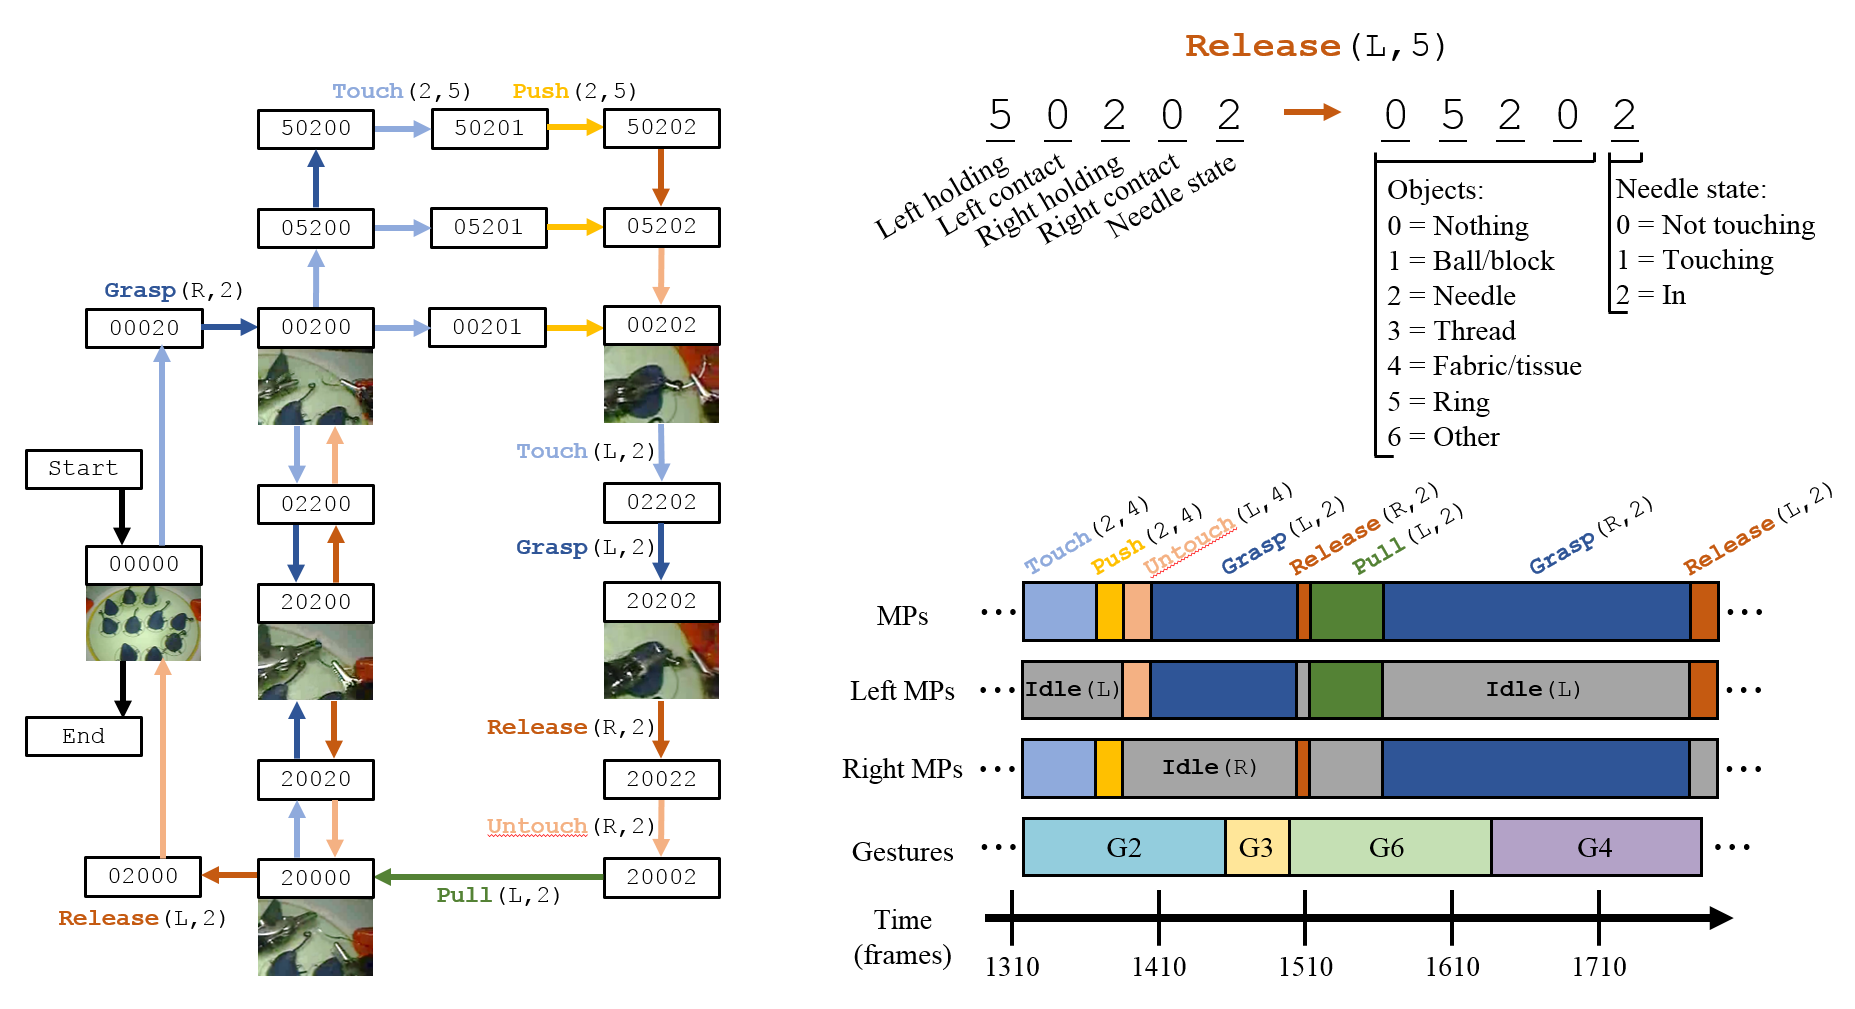 Touch(2,5)
Push(2,5)
50200
50201
50202
05200
05201
05202
Grasp(R,2)
00020
00200
00201
00202
Touch(L,2)
Start
02200
02202
Grasp(L,2)
00000
20200
20202
End
Release(R,2)
20020
20022
Untouch(R,2)
02000
20000
20002
Pull(L,2)
Release(L,2)
Release(L,5)
5 0 2 0 2
0 5 2 0 2
Left holding
Left contact
Right holding
Right contact
Needle state
Objects:
0 = Nothing
1 = Ball/block
2 = Needle
3 = Thread
4 = Fabric/tissue
5 = Ring
6 = Other
Needle state:
0 = Not touching
1 = Touching
2 = In
Touch(2,4)
Push(2,4)
Untouch(L,4)
Grasp(L,2)
Release(R,2)
Pull(L,2)
Grasp(R,2)
Release(L,2)
MPs ··· ···
Left MPs ··· Idle(L) Idle(L) ···
Right MPs ··· Idle(R) ···
Gestures ··· G2 G3 G6 G4 ···
Time
(frames)
1310 1410 1510 1610 1710